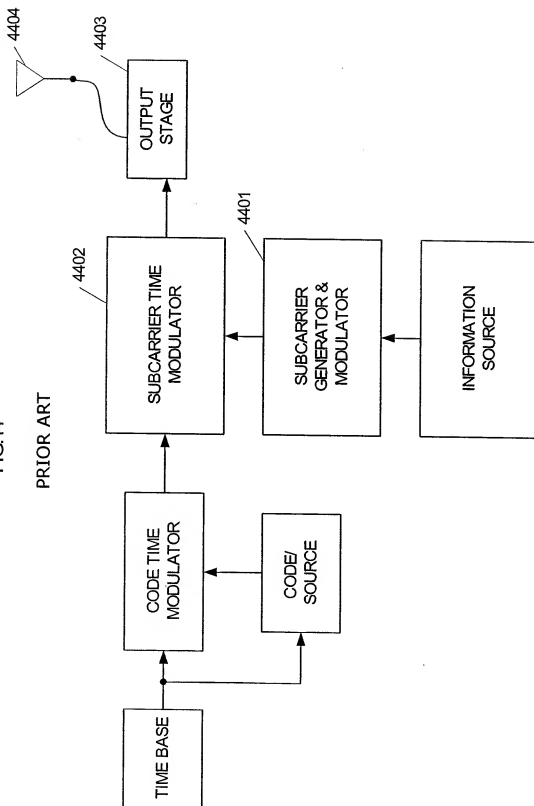 FIG.
PRIOR ART
TIME BASE
CODE TIME
MODULATOR
CODE/
SOURCE
4402
SUBCARRIER TIME
MODULATOR
4401
SUBCARRIER
GENERATOR &
MODULATOR
INFORMATION
SOURCE
4403
OUTPUT
STAGE
4404